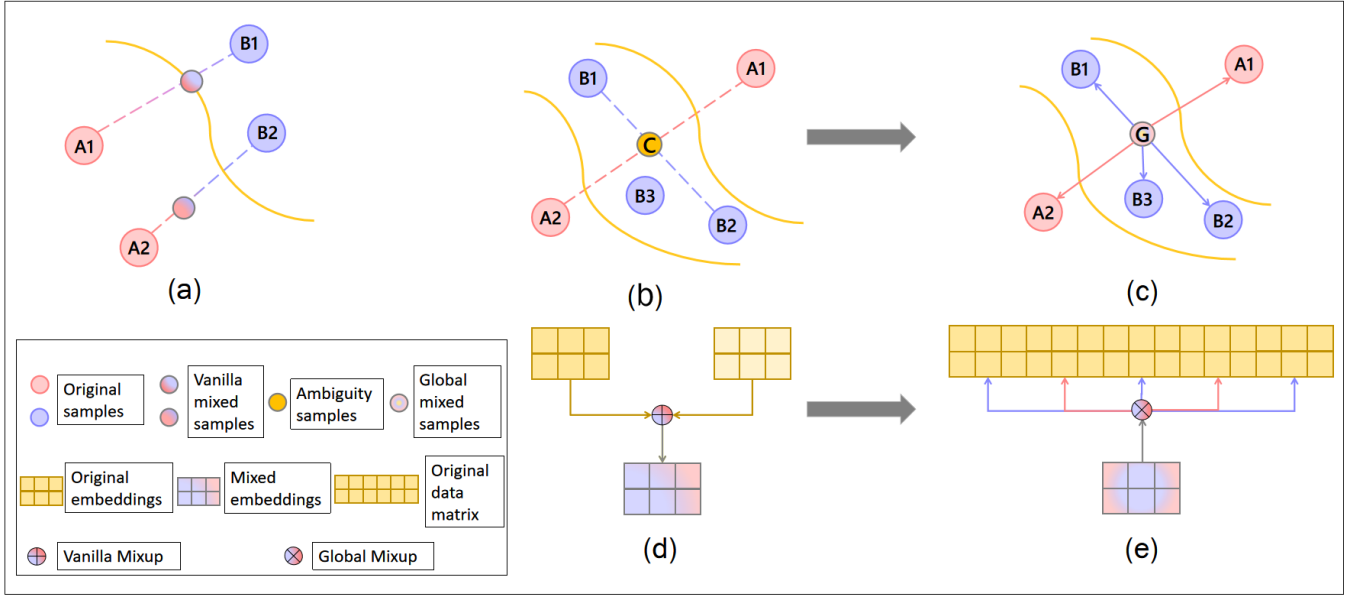 B1
A1
B2
A2
(a)
B1
A1
C
B3
A2
B2
(b)
B1
A1
G
B3
A2
B2
(c)
Original
samples
Vanilla
mixed
samples
Ambiguity
samples
Global
mixed
samples
Original
embeddings
Mixed
embeddings
Original
data
matrix
Vanilla Mixup
Global Mixup
(d)
(e)